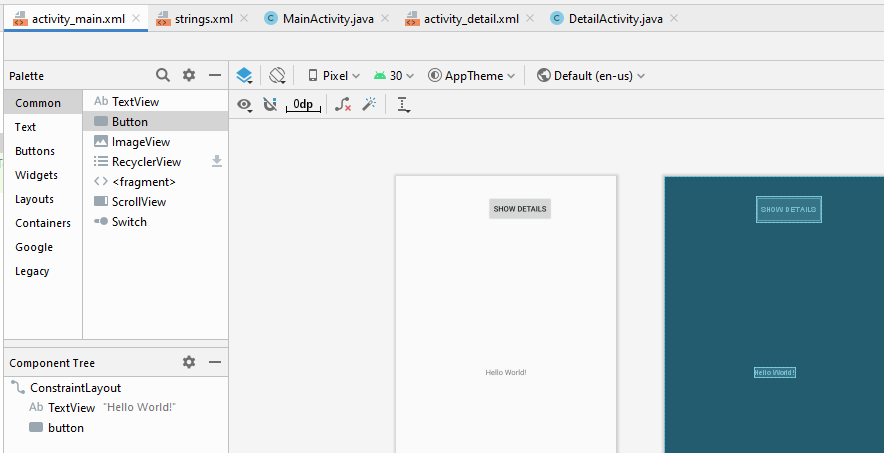 activity_main.xml strings.xml MainActivity.java activity_detail.xml DetailActivity.java
Palette
Pixel 30 AppTheme Default (en-us)
0dp
Common
Text
Buttons
Widgets
Layouts
Containers
Google
Legacy
Ab TextView
Button
ImageView
RecyclerView
<fragment>
ScrollView
Switch
SHOW DETAILS
SHOW DETAILS
Hello World!
Hello World!
Component Tree
ConstraintLayout
Ab TextView "Hello World!"
button